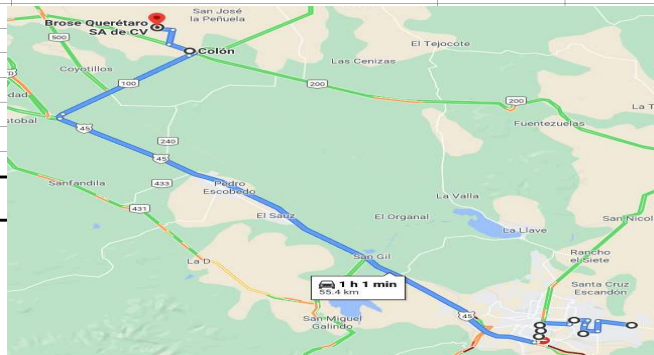 San José
la Peñuela
Brose Querétaro
SA de CV
500
Colón
El Tejocote
Las Cenizas
Coyotillos
100
200
200
dad
La T
stobal
45
Fuentezuelas
240
45
Sanfandila
433
Pedro
Escobedo
La Valla
431
El Sauz
El Organal
San Nicol
La Llave
La D
San Gil
Rancho
el Siete
1 h 1 min
55.4 km
Santa Cruz
Escandón
San Miguel
Galindo
45